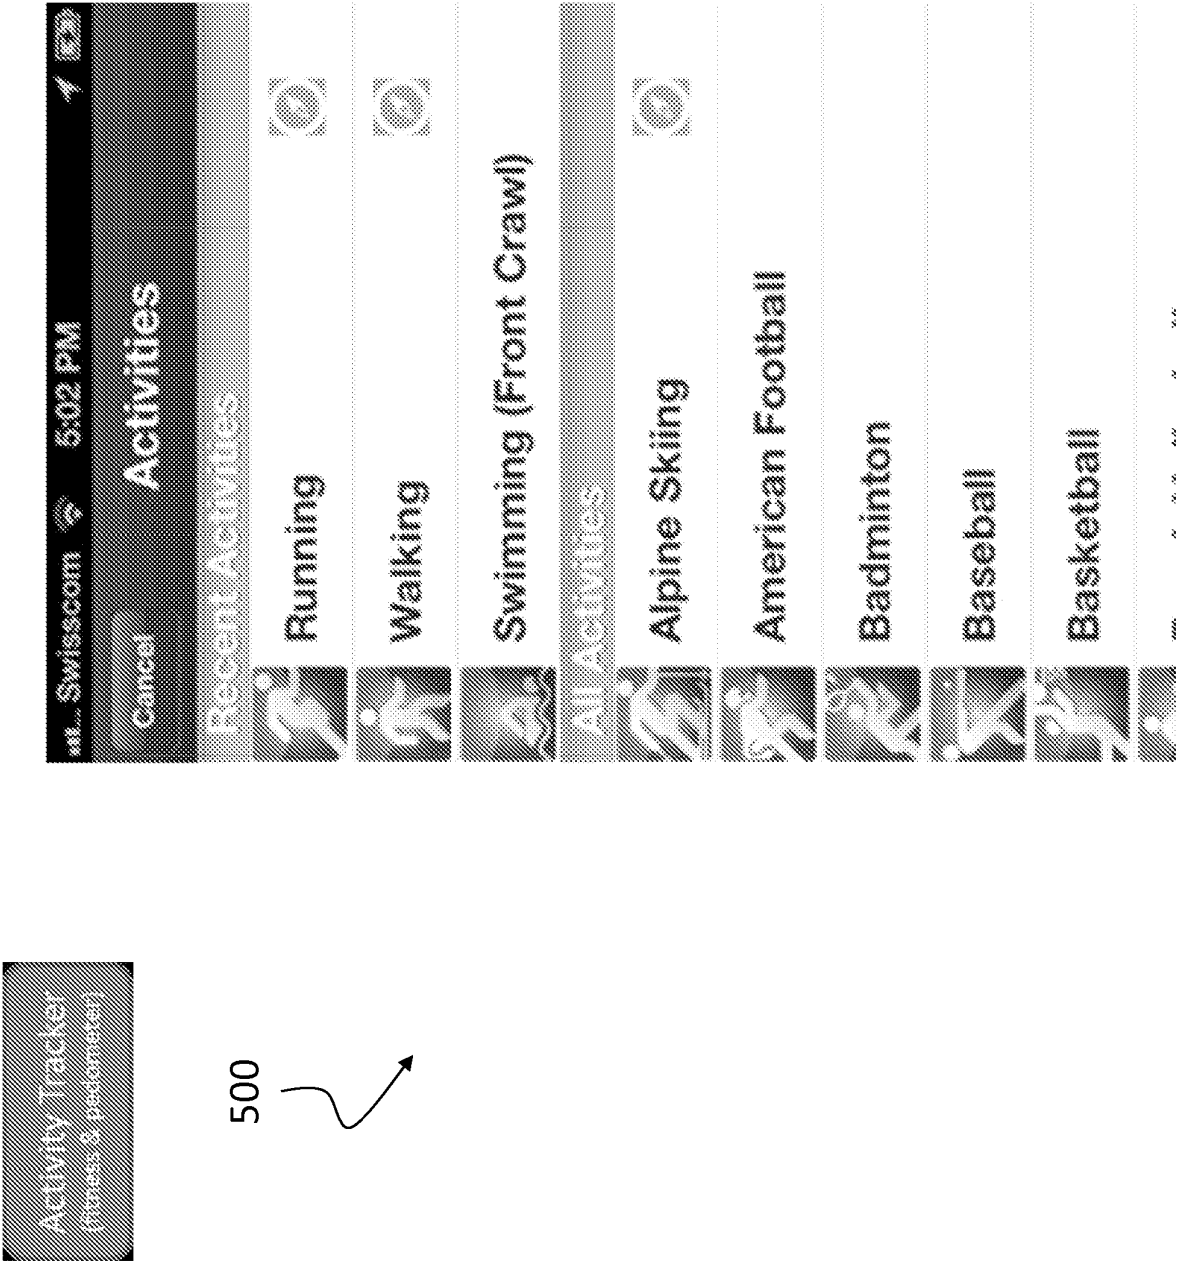 Activity Tracker
(fitness & pedometer)
500
Swisscom 5:02 PM
Cancel Activities
Recent Activities
Running
Walking
Swimming (Front Crawl)
All Activities
Alpine Skiing
American Football
Badminton
Baseball
Basketball